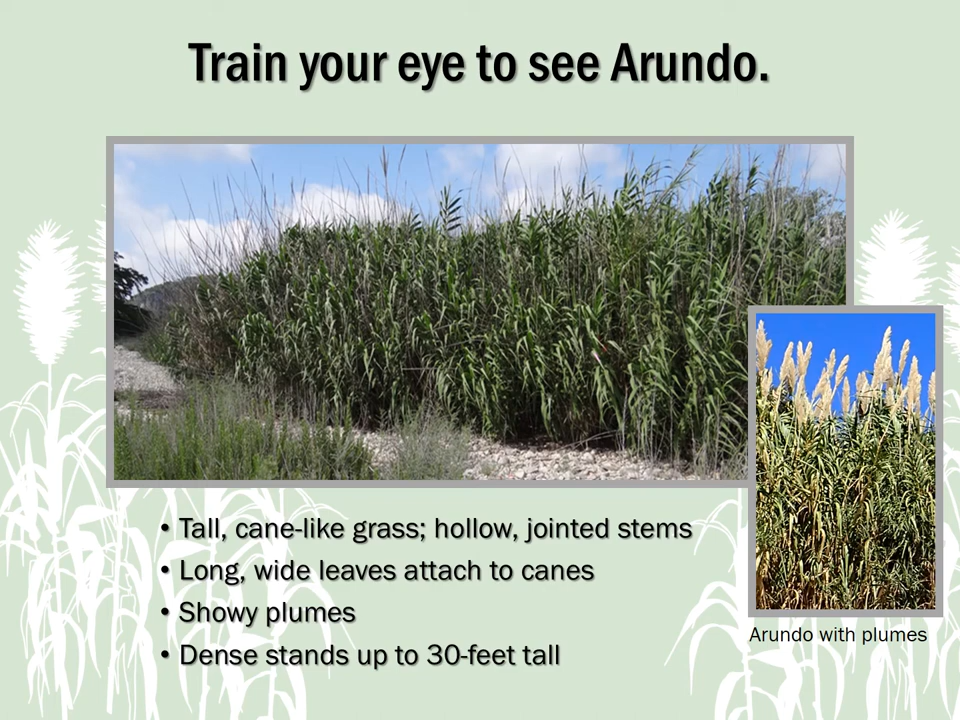 Train your eye to see Arundo.
• Tall, cane-like grass; hollow, jointed stems
• Long, wide leaves attach to canes
• Showy plumes
• Dense stands up to 30-feet tall
Arundo with plumes